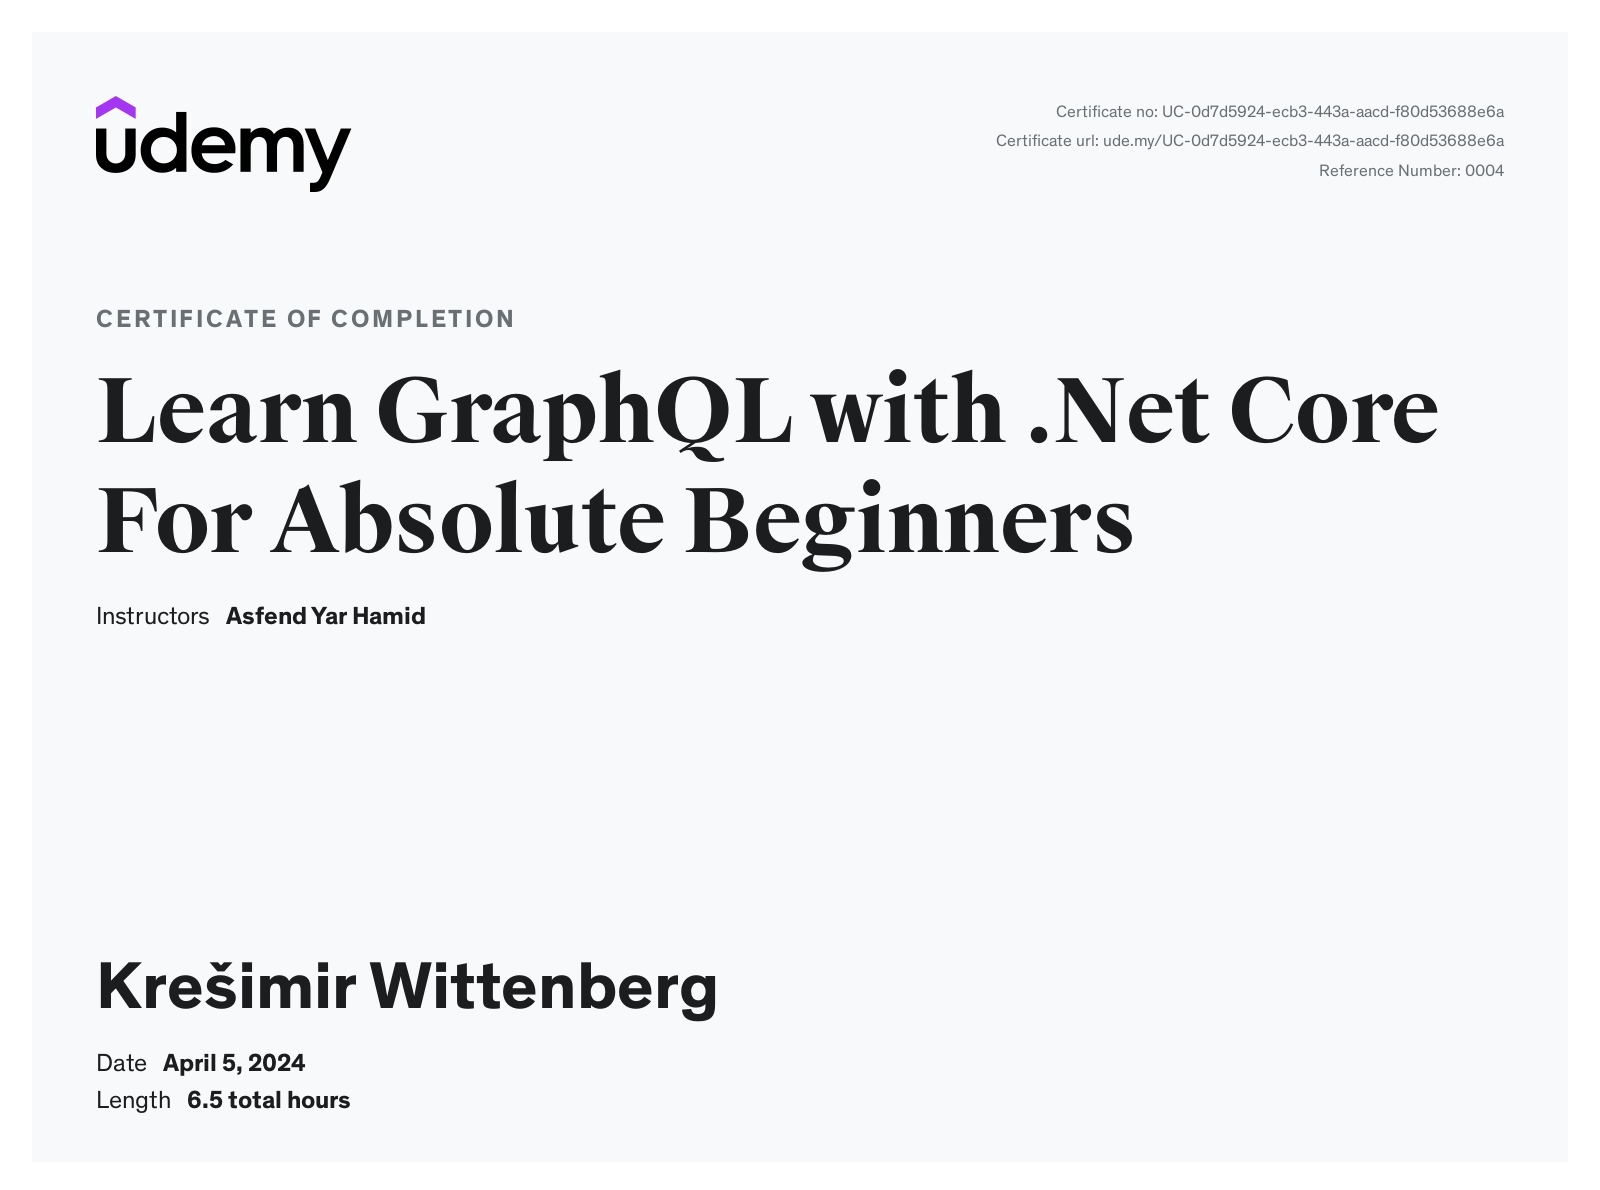 udemy
Certificate no: UC-0d7d5924-ecb3-443a-aacd-f80d53688e6a
Certificate url: ude.my/UC-0d7d5924-ecb3-443a-aacd-f80d53688e6a
Reference Number: 0004
CERTIFICATE OF COMPLETION
Learn GraphQL with .Net Core
For Absolute Beginners
Instructors Asfend Yar Hamid
Krešimir Wittenberg
Date April 5, 2024
Length 6.5 total hours